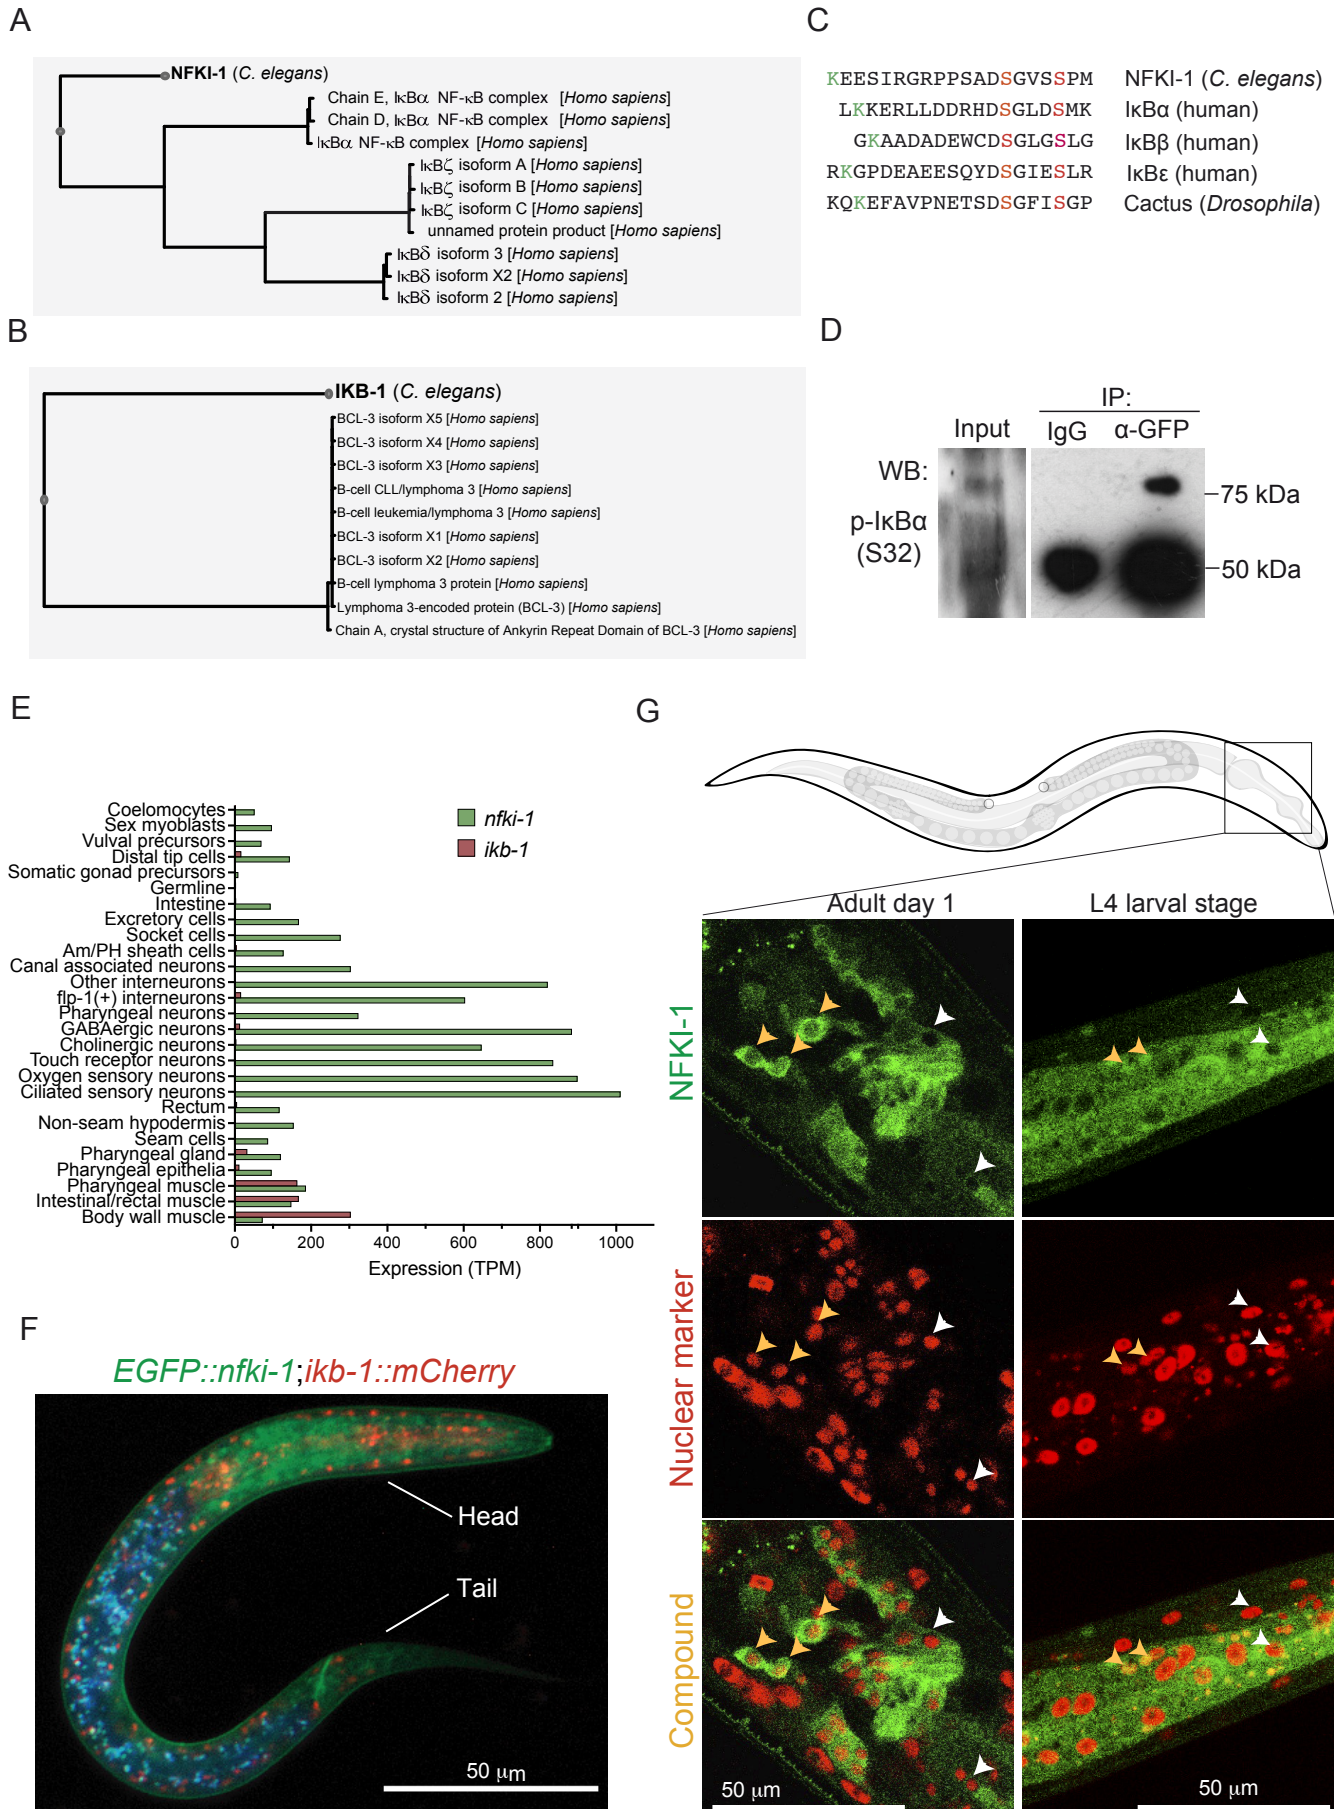 A
NFKI-1 (C. elegans)
Chain E, IκBα NF-κB complex [Homo sapiens]
Chain D, IκBα NF-κB complex [Homo sapiens]
IκBα NF-κB complex [Homo sapiens]
IκBζ isoform A [Homo sapiens]
IκBζ isoform B [Homo sapiens]
IκBζ isoform C [Homo sapiens]
unnamed protein product [Homo sapiens]
IκBδ isoform 3 [Homo sapiens]
IκBδ isoform X2 [Homo sapiens]
IκBδ isoform 2 [Homo sapiens]
B
IKB-1 (C. elegans)
BCL-3 isoform X5 [Homo sapiens]
BCL-3 isoform X4 [Homo sapiens]
BCL-3 isoform X3 [Homo sapiens]
B-cell CLL/lymphoma 3 [Homo sapiens]
B-cell leukemia/lymphoma 3 [Homo sapiens]
BCL-3 isoform X1 [Homo sapiens]
BCL-3 isoform X2 [Homo sapiens]
B-cell lymphoma 3 protein [Homo sapiens]
Lymphoma 3-encoded protein (BCL-3) [Homo sapiens]
Chain A, crystal structure of Ankyrin Repeat Domain of BCL-3 [Homo sapiens]
C
KEESIRGRPPSADSGVSSPM NFKI-1 (C. elegans)
LKKERLLDDRHDSGLDSMK IκBα (human)
GKAADADEWCDSGLGSLG IκBβ (human)
RKGPDEAEESQYDSGIESLR IκBε (human)
KQKEFAVPNETSDSGFISGP Cactus (Drosophila)
D
IP:
Input IgG α-GFP
WB:
p-IκBα
(S32)
75 kDa
50 kDa
E
nfki-1
ikb-1
Coelomocytes
Sex myoblasts
Vulval precursors
Distal tip cells
Somatic gonad precursors
Germline
Intestine
Excretory cells
Socket cells
Am/PH sheath cells
Canal associated neurons
Other interneurons
flp-1(+) interneurons
Pharyngeal neurons
GABAergic neurons
Cholinergic neurons
Touch receptor neurons
Oxygen sensory neurons
Ciliated sensory neurons
Rectum
Non-seam hypodermis
Seam cells
Pharyngeal gland
Pharyngeal epithelia
Pharyngeal muscle
Intestinal/rectal muscle
Body wall muscle
0 200 400 600 800 1000
Expression (TPM)
F
EGFP::nfki-1;ikb-1::mCherry
Head
Tail
50 μm
G
Adult day 1 L4 larval stage
NFKI-1
Nuclear marker
Compound
50 μm
50 μm